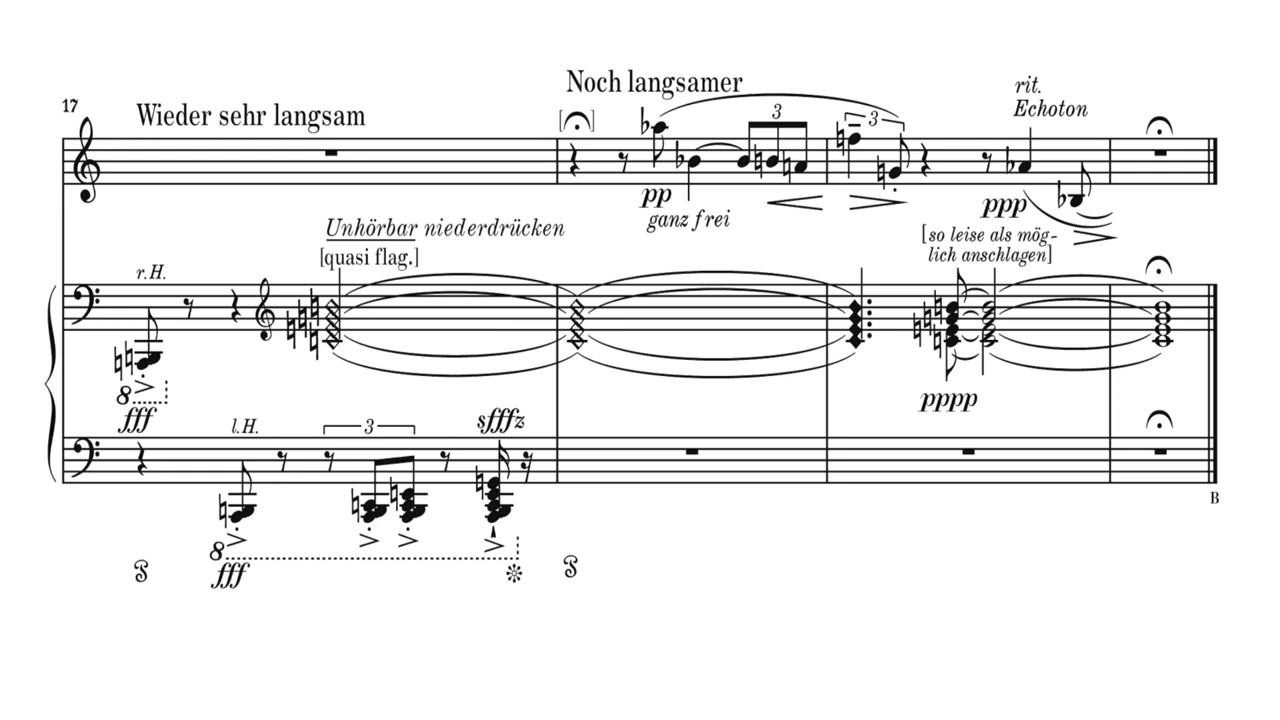 17
Wieder sehr langsam
Noch langsamer
rit.
Echoton
[ ]
3
3
pp
ganz frei
ppp
Unhörbar niederdrücken
[quasi flag.]
[so leise als mög-
lich anschlagen]
r.H.
8
fff
pppp
l.H.
3
sfffz
8
fff
B